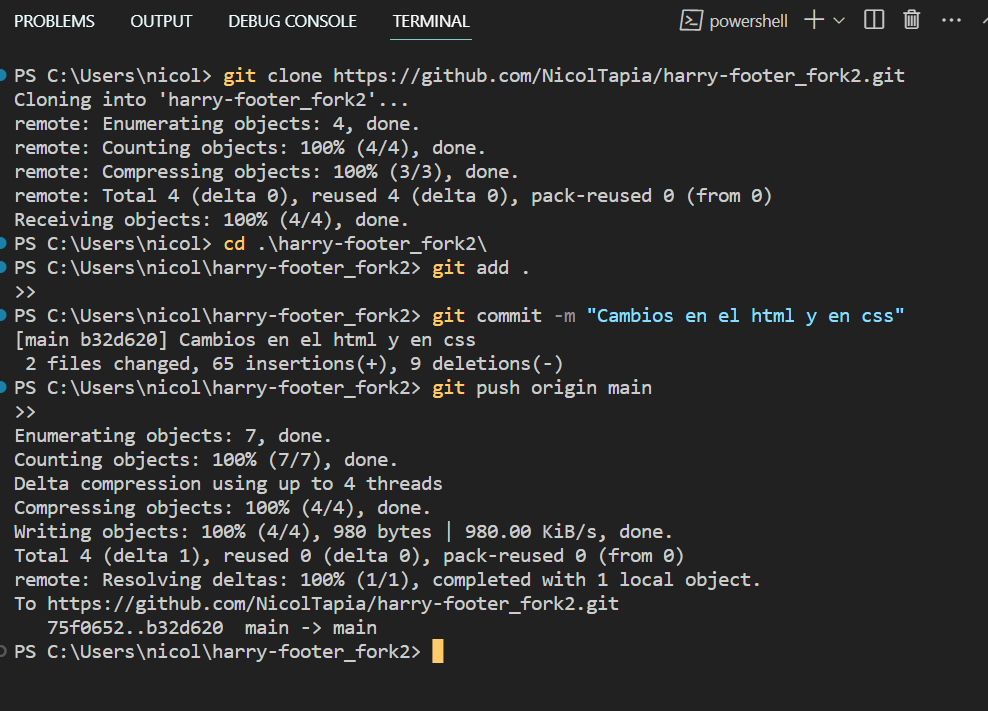 PROBLEMS OUTPUT DEBUG CONSOLE TERMINAL powershell
PS C:\Users\nicol> git clone https://github.com/NicolTapia/harry-footer_fork2.git
Cloning into 'harry-footer_fork2'...
remote: Enumerating objects: 4, done.
remote: Counting objects: 100% (4/4), done.
remote: Compressing objects: 100% (3/3), done.
remote: Total 4 (delta 0), reused 4 (delta 0), pack-reused 0 (from 0)
Receiving objects: 100% (4/4), done.
PS C:\Users\nicol> cd .\harry-footer_fork2\
PS C:\Users\nicol\harry-footer_fork2> git add .
>>
PS C:\Users\nicol\harry-footer_fork2> git commit -m "Cambios en el html y en css"
[main b32d620] Cambios en el html y en css
 2 files changed, 65 insertions(+), 9 deletions(-)
PS C:\Users\nicol\harry-footer_fork2> git push origin main
>>
Enumerating objects: 7, done.
Counting objects: 100% (7/7), done.
Delta compression using up to 4 threads
Compressing objects: 100% (4/4), done.
Writing objects: 100% (4/4), 980 bytes | 980.00 KiB/s, done.
Total 4 (delta 1), reused 0 (delta 0), pack-reused 0 (from 0)
remote: Resolving deltas: 100% (1/1), completed with 1 local object.
To https://github.com/NicolTapia/harry-footer_fork2.git
   75f0652..b32d620  main -> main
PS C:\Users\nicol\harry-footer_fork2>